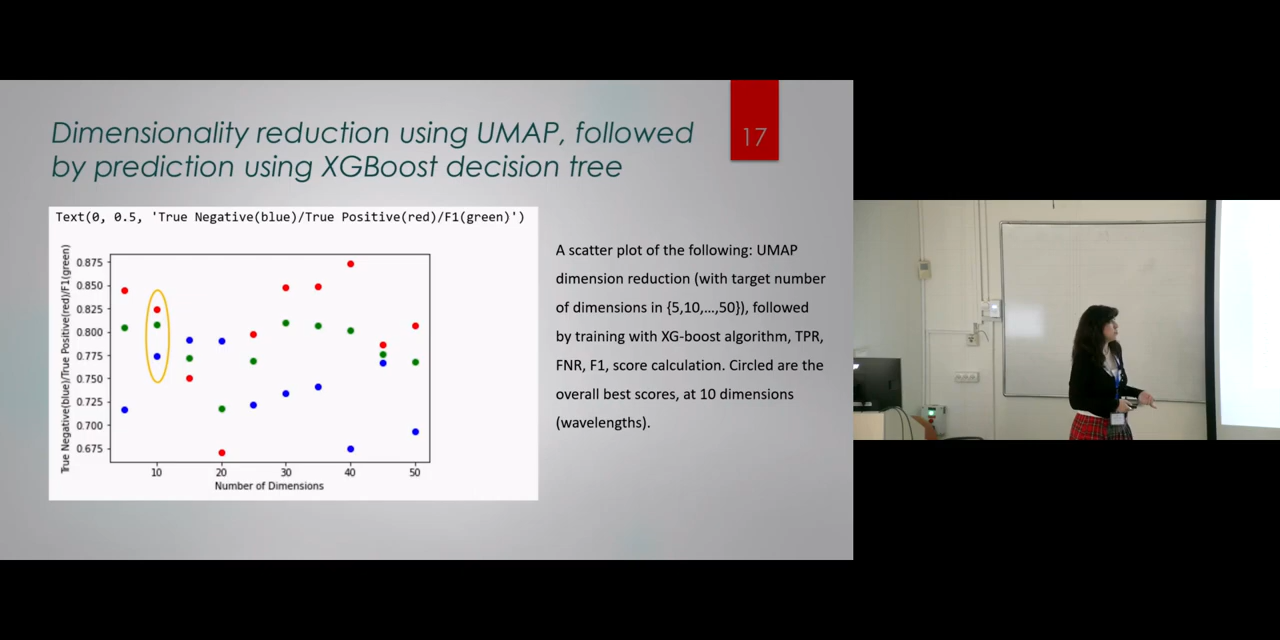 Dimensionality reduction using UMAP, followed
by prediction using XGBoost decision tree
17
Text(0, 0.5, 'True Negative(blue)/True Positive(red)/F1(green)')
True Negative(blue)/True Positive(red)/F1(green)
0.875
0.850
0.825
0.800
0.775
0.750
0.725
0.700
0.675
10
20
30
40
50
Number of Dimensions
A scatter plot of the following: UMAP
dimension reduction (with target number
of dimensions in {5,10,...,50}), followed
by training with XG-boost algorithm, TPR,
FNR, F1, score calculation. Circled are the
overall best scores, at 10 dimensions
(wavelengths).